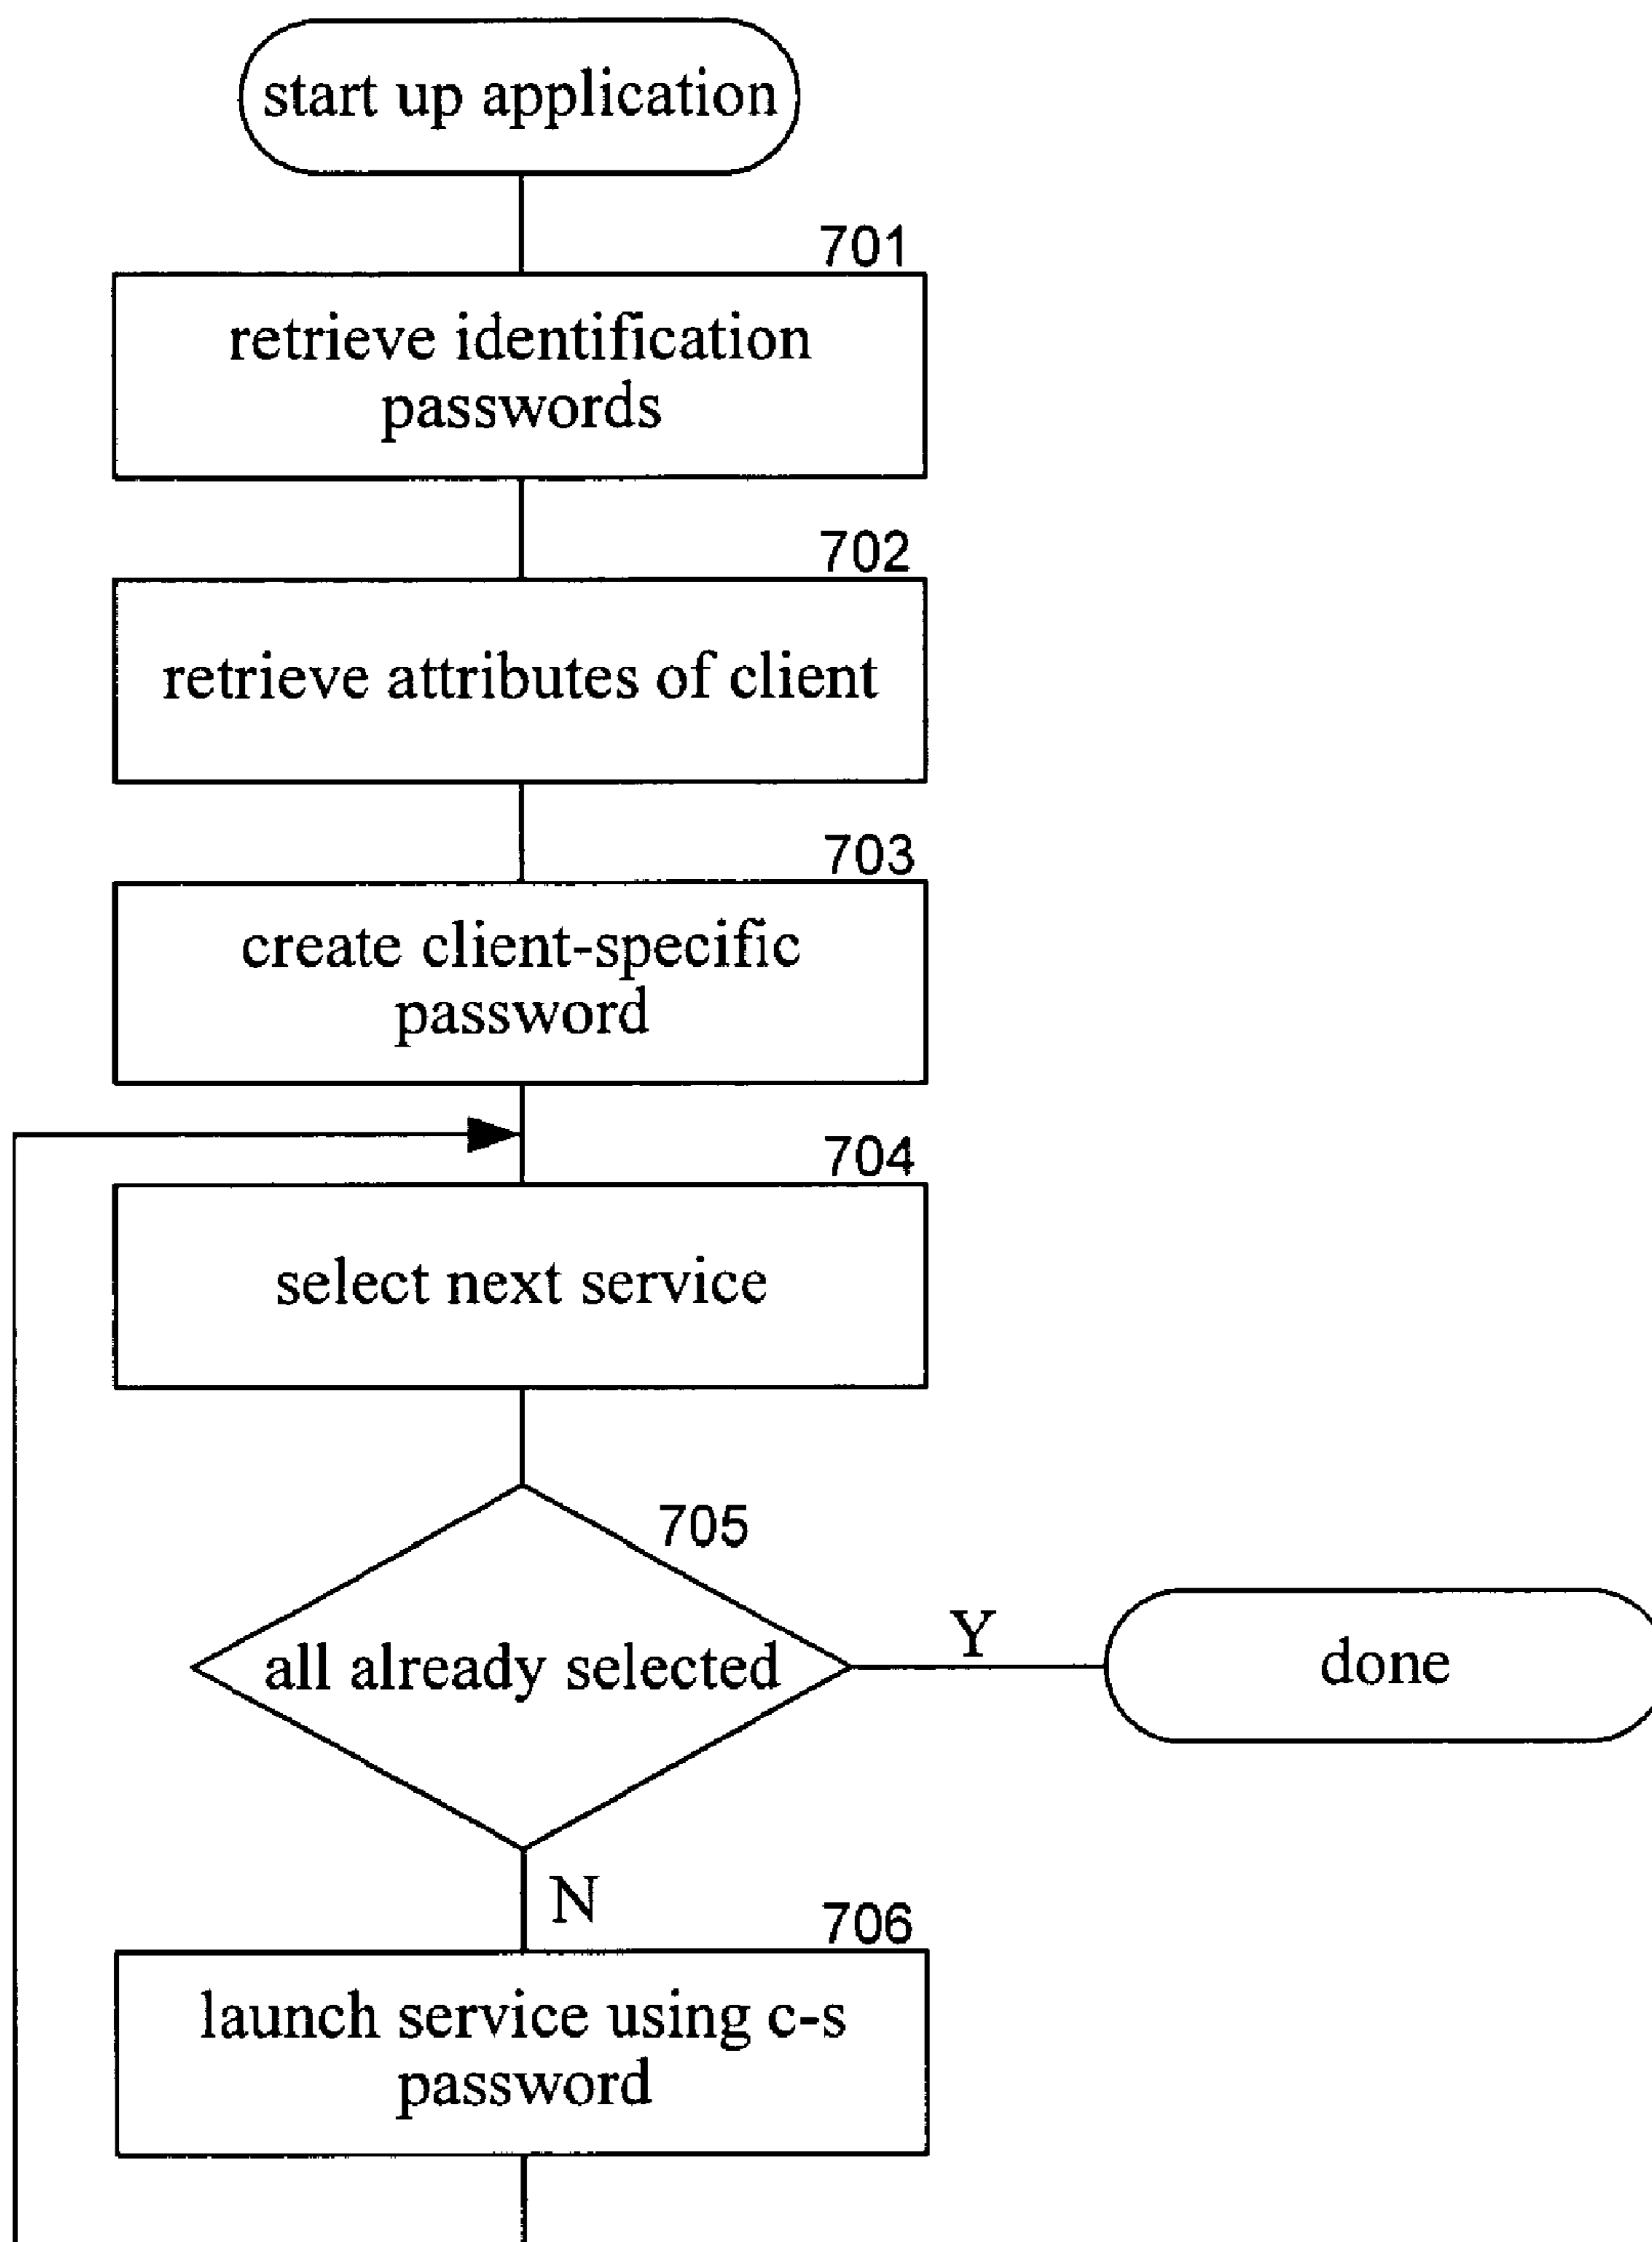 start up application
701
retrieve identification
passwords
702
retrieve attributes of client
703
create client-specific
password
704
select next service
705
all already selected
Y
done
N
706
launch service using c-s
password